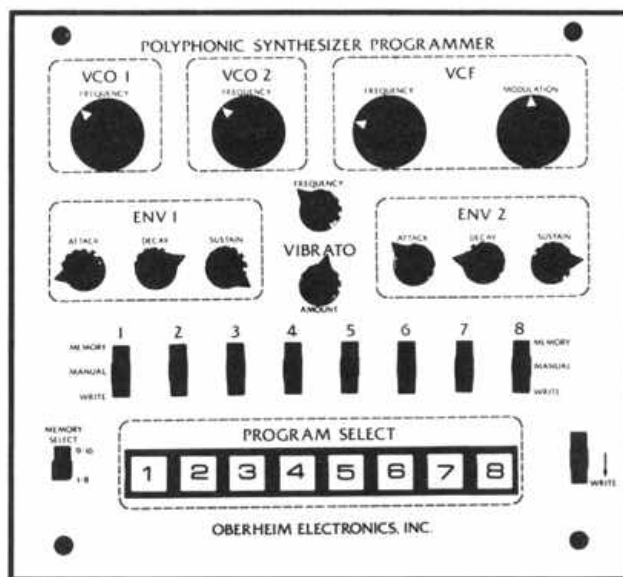 POLYPHONIC SYNTHESIZER PROGRAMMER
VCO 1
FREQUENCY
VCO 2
FREQUENCY
VCF
FREQUENCY MODULATION
FREQUENCY
ENV 1
ATTACK DECAY SUSTAIN
VIBRATO
AMOUNT
ENV 2
ATTACK DECAY SUSTAIN
1 2 3 4 5 6 7 8
MEMORY
MANUAL
WRITE
MEMORY
MANUAL
WRITE
MEMORY
SELECT
9-16
1-8
PROGRAM SELECT
1 2 3 4 5 6 7 8
WRITE
OBERHEIM ELECTRONICS, INC.